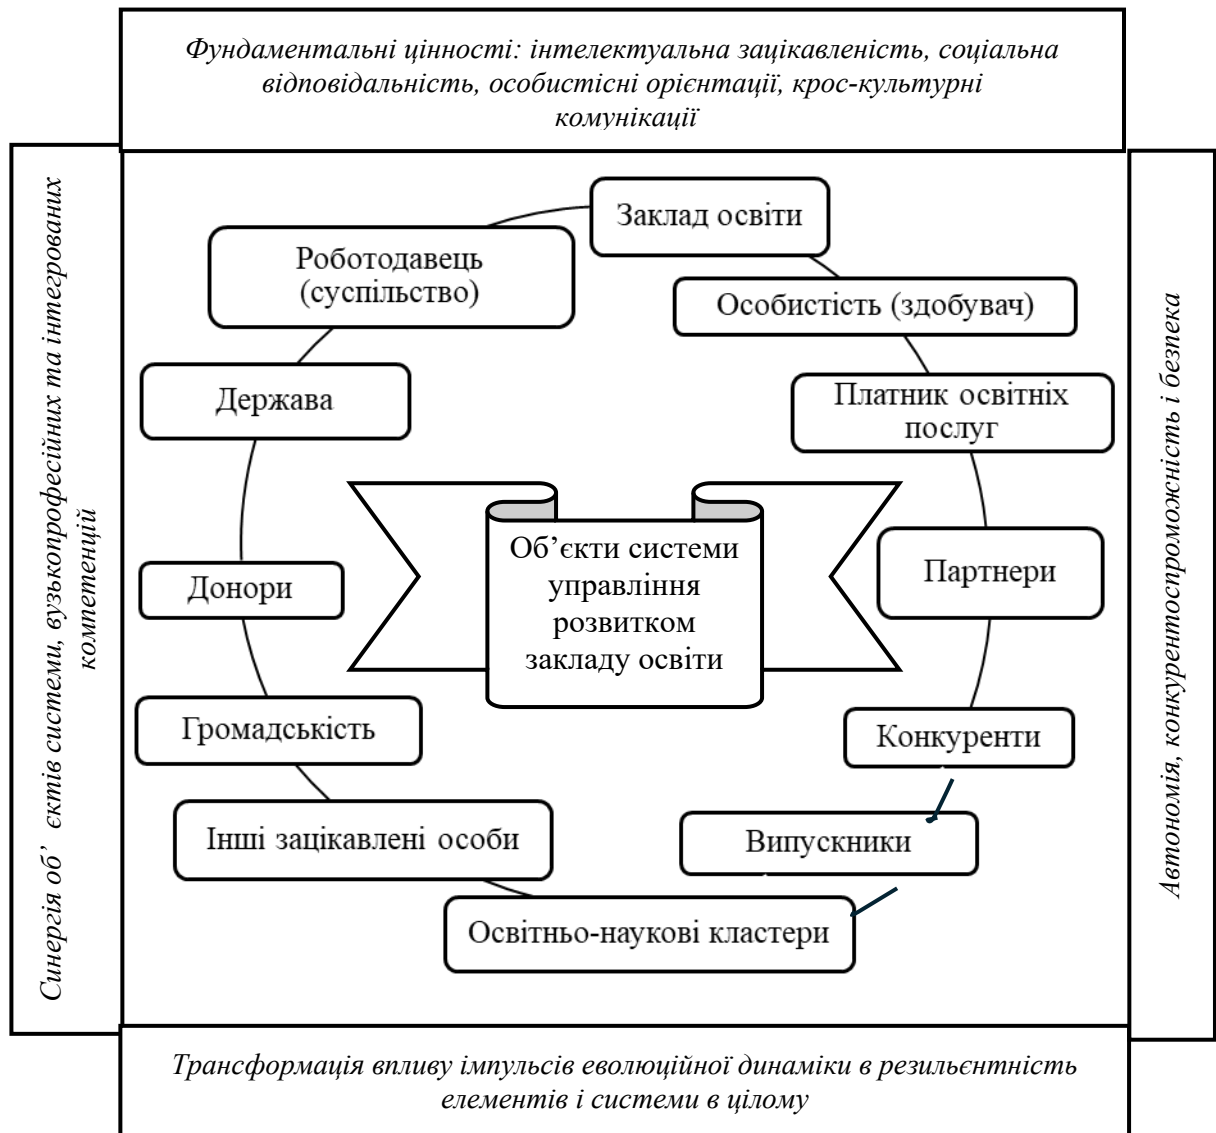 Фундаментальні цінності: інтелектуальна зацікавленість, соціальна
відповідальність, особистісні орієнтації, крос-культурні
комунікації
Синергія об’ єктів системи, вузькопрофесійних та інтегрованих
компетенцій
Заклад освіти
Роботодавець
(суспільство)
Особистість (здобувач)
Держава
Платник освітніх
послуг
Об’єкти системи
управління
розвитком
закладу освіти
Партнери
Донори
Громадськість
Конкуренти
Інші зацікавлені особи
Випускники
Освітньо-наукові кластери
Автономія, конкурентоспроможність і безпека
Трансформація впливу імпульсів еволюційної динаміки в резильєнтність
елементів і системи в цілому